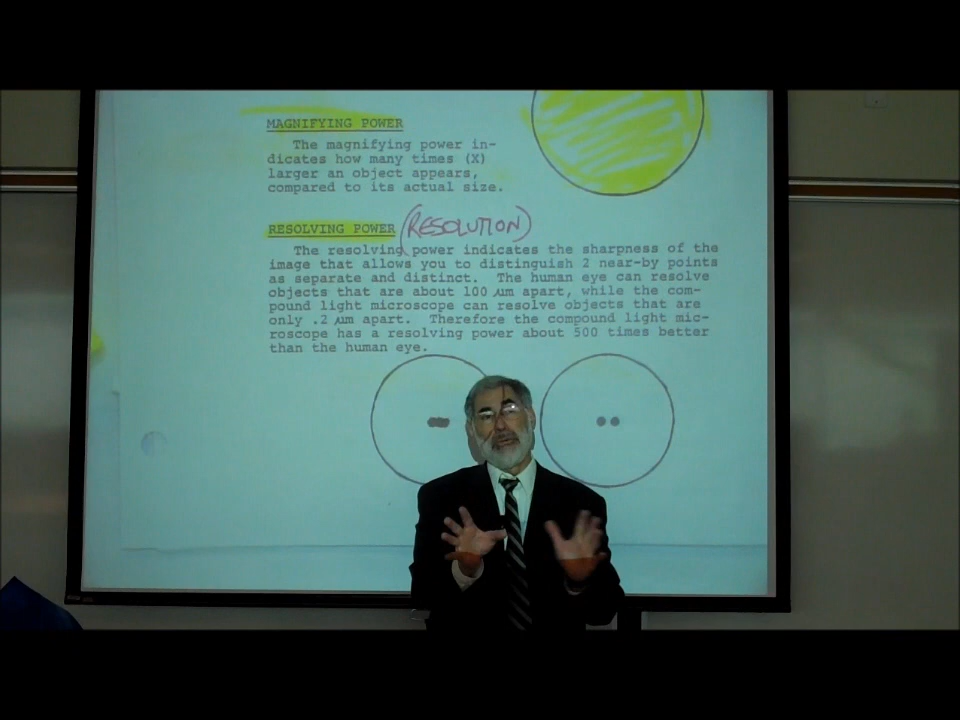 MAGNIFYING POWER
The magnifying power in-
dicates how many times (X)
larger an object appears,
compared to its actual size.
RESOLVING POWER (RESOLUTION)
The resolving power indicates the sharpness of the
image that allows you to distinguish 2 near-by points
as separate and distinct. The human eye can resolve
objects that are about 100 µm apart, while the com-
pound light microscope can resolve objects that are
only .2 µm apart. Therefore the compound light mic-
roscope has a resolving power about 500 times better
than the human eye.